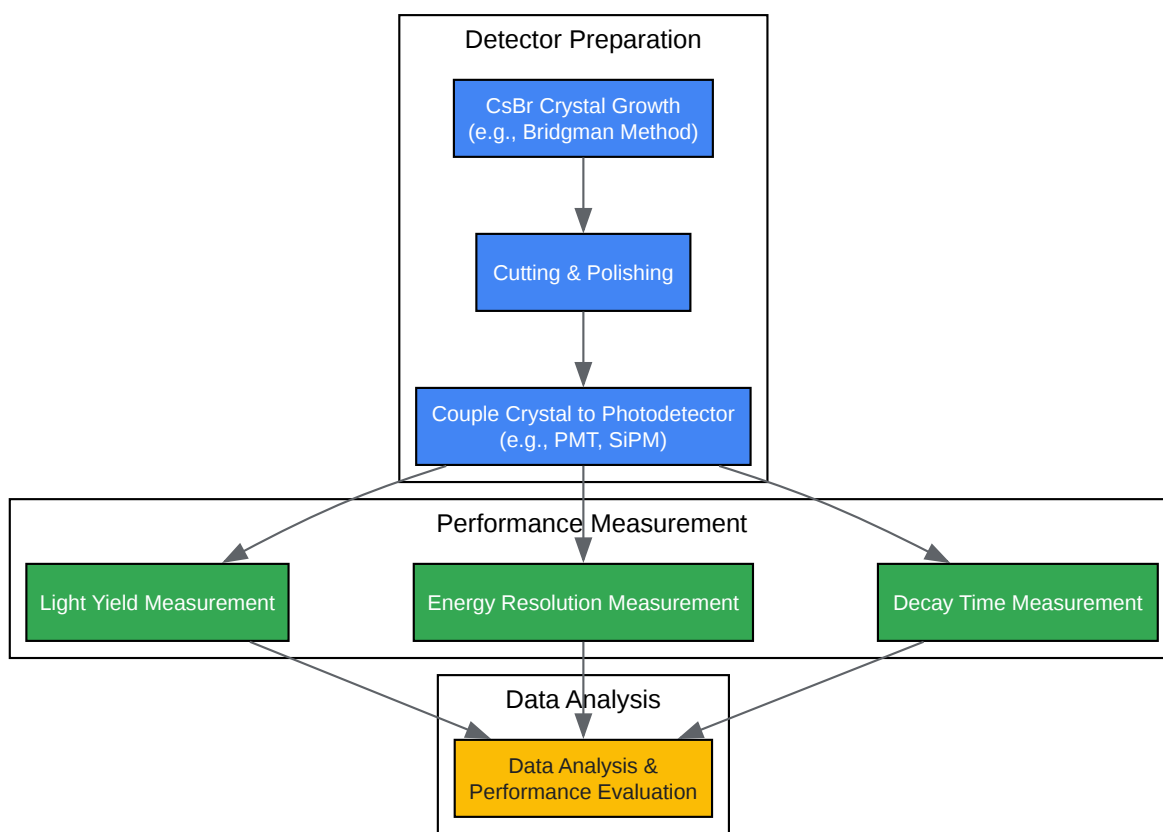 Detector Preparation
CsBr Crystal Growth
(e.g., Bridgman Method)
Cutting & Polishing
Couple Crystal to Photodetector
(e.g., PMT, SiPM)
Performance Measurement
Light Yield Measurement
Energy Resolution Measurement
Decay Time Measurement
Data Analysis
Data Analysis &
Performance Evaluation